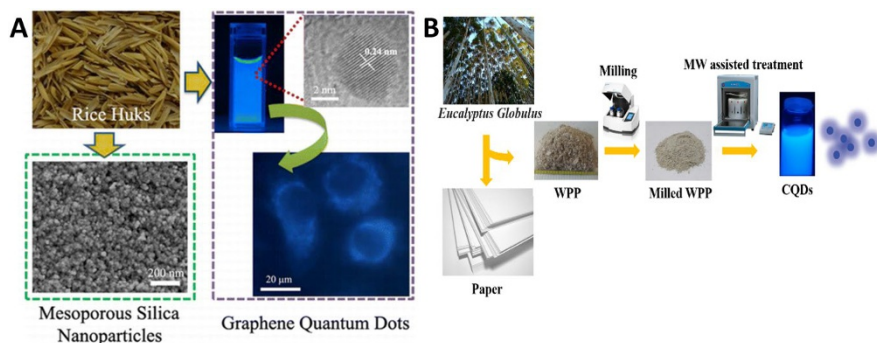 A
Rice Huks
0.24 nm
2 nm
200 nm
20 μm
Mesoporous Silica
Nanoparticles
Graphene Quantum Dots
B
Eucalyptus Globulus
Milling
MW assisted treatment
WPP
Milled WPP
CQDs
Paper